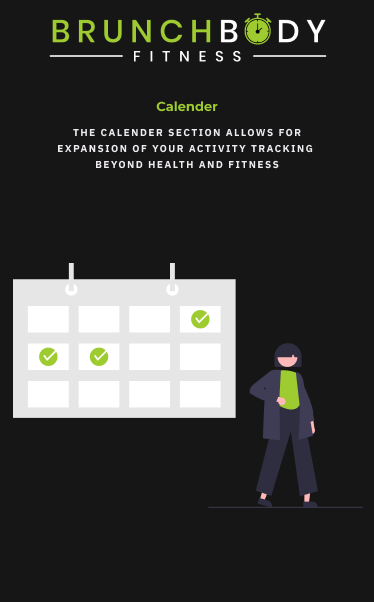 BRUNCHBODY
FITNESS
Calender
THE CALENDER SECTION ALLOWS FOR
EXPANSION OF YOUR ACTIVITY TRACKING
BEYOND HEALTH AND FITNESS